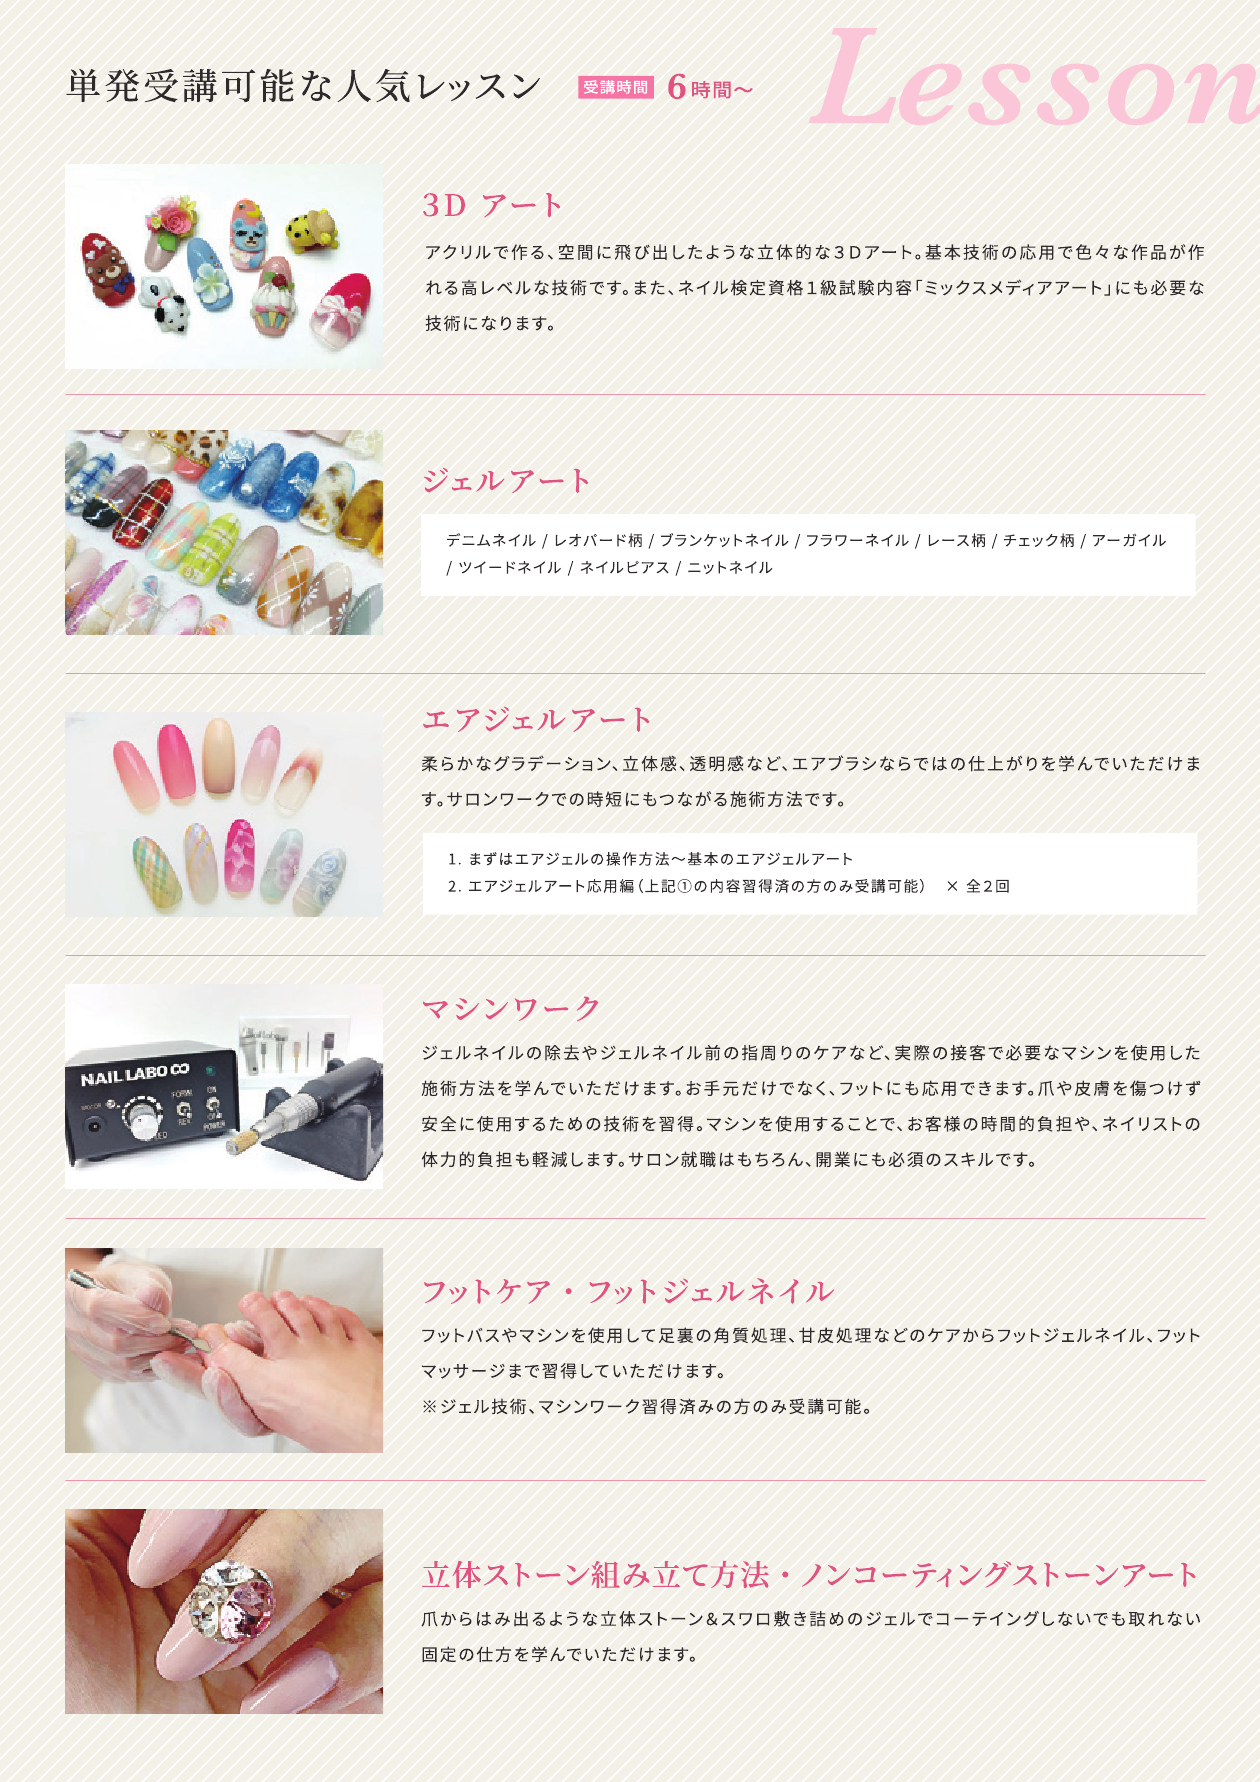 単発受講可能な人気レッスン 受講時間 6時間〜
Lesson
3D アート
アクリルで作る、空間に飛び出したような立体的な3Dアート。基本技術の応用で色々な作品が作
れる高レベルな技術です。また、ネイル検定資格1級試験内容「ミックスメディアアート」にも必要な
技術になります。
ジェルアート
デニムネイル / レオパード柄 / ブランケットネイル / フラワーネイル / レース柄 / チェック柄 / アーガイル
/ ツイードネイル / ネイルピアス / ニットネイル
エアジェルアート
柔らかなグラデーション、立体感、透明感など、エアブラシならではの仕上がりを学んでいただけま
す。サロンワークでの時短にもつながる施術方法です。
1. まずはエアジェルの操作方法〜基本のエアジェルアート
2. エアジェルアート応用編（上記①の内容習得済の方のみ受講可能） × 全2回
NAIL LABO
FORW
ON
REV
POWER
マシンワーク
ジェルネイルの除去やジェルネイル前の指周りのケアなど、実際の接客で必要なマシンを使用した
施術方法を学んでいただけます。お手元だけでなく、フットにも応用できます。爪や皮膚を傷つけず
安全に使用するための技術を習得。マシンを使用することで、お客様の時間的負担や、ネイリストの
体力的負担も軽減します。サロン就職はもちろん、開業にも必須のスキルです。
フットケア・フットジェルネイル
フットバスやマシンを使用して足裏の角質処理、甘皮処理などのケアからフットジェルネイル、フット
マッサージまで習得していただけます。
※ジェル技術、マシンワーク習得済みの方のみ受講可能。
立体ストーン組み立て方法・ノンコーティングストーンアート
爪からはみ出るような立体ストーン＆スワロ敷き詰めのジェルでコーテイングしないでも取れない
固定の仕方を学んでいただけます。